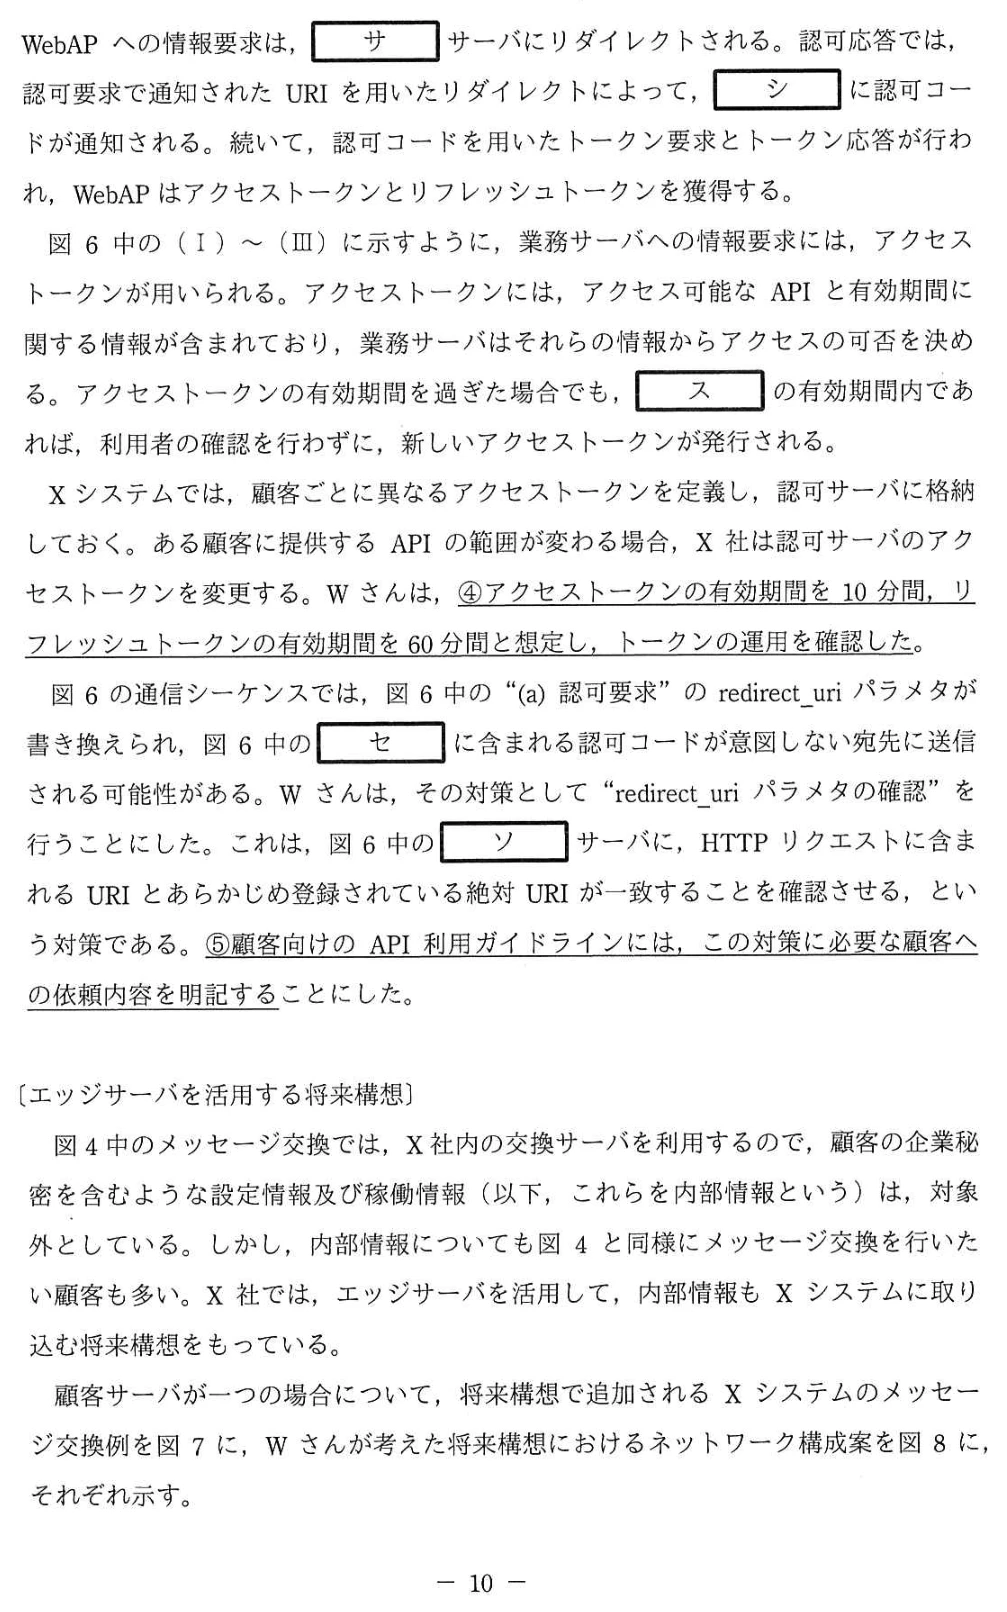 WebAP への情報要求は， サ サーバにリダイレクトされる。認可応答では，
認可要求で通知された URI を用いたリダイレクトによって， シ に認可コー
ドが通知される。続いて，認可コードを用いたトークン要求とトークン応答が行わ
れ，WebAP はアクセストークンとリフレッシュトークンを獲得する。
図 6 中の（Ⅰ）～（Ⅲ）に示すように，業務サーバへの情報要求には，アクセス
トークンが用いられる。アクセストークンには，アクセス可能な API と有効期間に
関する情報が含まれており，業務サーバはそれらの情報からアクセスの可否を決め
る。アクセストークンの有効期間を過ぎた場合でも， ス の有効期間内であ
れば，利用者の確認を行わずに，新しいアクセストークンが発行される。
X システムでは，顧客ごとに異なるアクセストークンを定義し，認可サーバに格納
しておく。ある顧客に提供する API の範囲が変わる場合，X 社は認可サーバのアク
セストークンを変更する。W さんは，④アクセストークンの有効期間を 10 分間，リ
フレッシュトークンの有効期間を 60 分間と想定し，トークンの運用を確認した。
図 6 の通信シーケンスでは，図 6 中の “(a) 認可要求” の redirect_uri パラメタが
書き換えられ，図 6 中の セ に含まれる認可コードが意図しない宛先に送信
される可能性がある。W さんは，その対策として “redirect_uri パラメタの確認” を
行うことにした。これは，図 6 中の ソ サーバに，HTTP リクエストに含ま
れる URI とあらかじめ登録されている絶対 URI が一致することを確認させる，とい
う対策である。⑤顧客向けの API 利用ガイドラインには，この対策に必要な顧客へ
の依頼内容を明記することにした。
〔エッジサーバを活用する将来構想〕
図 4 中のメッセージ交換では，X 社内の交換サーバを利用するので，顧客の企業秘
密を含むような設定情報及び稼働情報（以下，これらを内部情報という）は，対象
外としている。しかし，内部情報についても図 4 と同様にメッセージ交換を行いた
い顧客も多い。X 社では，エッジサーバを活用して，内部情報も X システムに取り
込む将来構想をもっている。
顧客サーバが一つの場合について，将来構想で追加される X システムのメッセー
ジ交換例を図 7 に，W さんが考えた将来構想におけるネットワーク構成案を図 8 に，
それぞれ示す。
－ 10 －